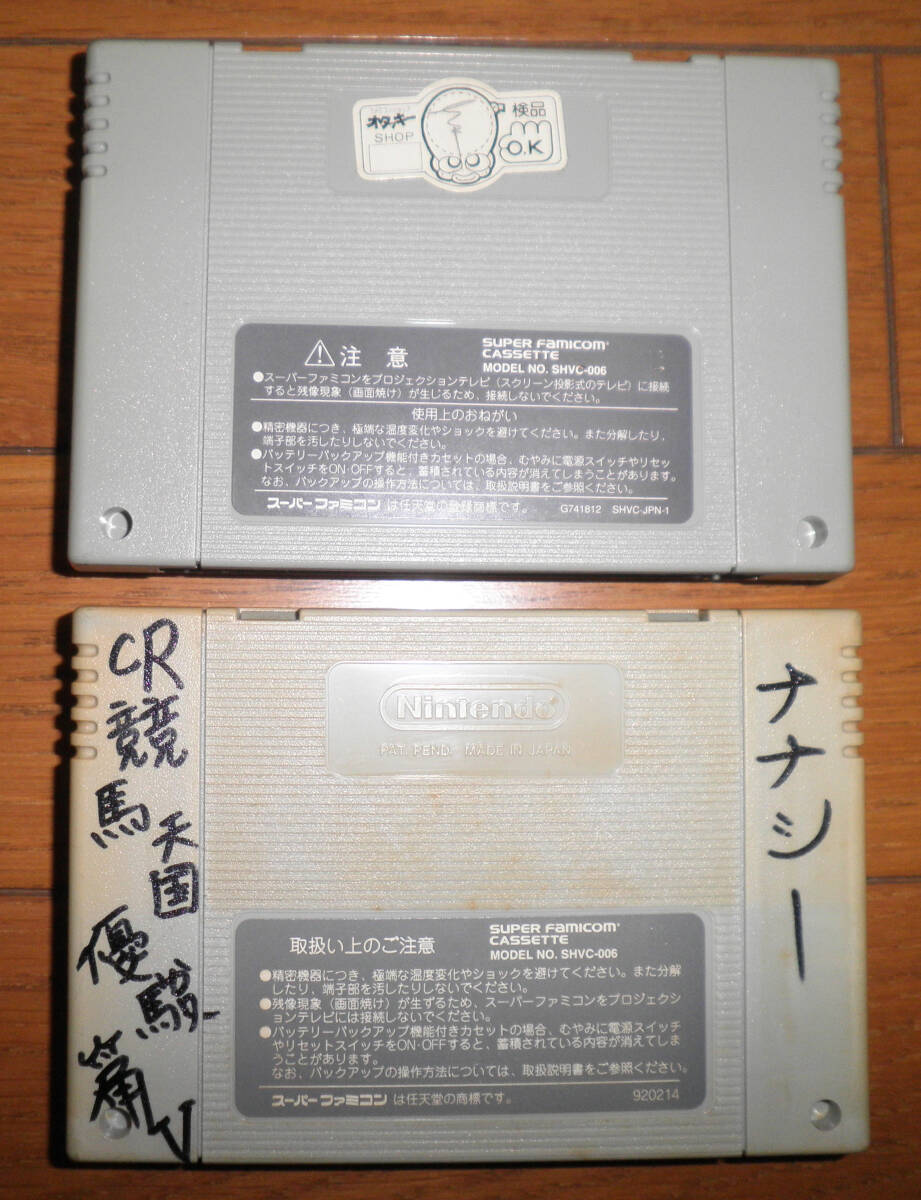 オタッキー
SHOP
検品
O.K
注 意
SUPER FAMICOM
CASSETTE
MODEL NO. SHVC-006
●スーパーファミコンをプロジェクションテレビ（スクリーン投影式のテレビ）に接続
すると残像現象（画面焼け）が生じるため、接続しないでください。
使用上のおねがい
●精密機器につき、極端な温度変化やショックを避けてください。また分解したり、
端子部を汚したりしないでください。
●バッテリーバックアップ機能付きカセットの場合、むやみに電源スイッチやリセッ
トスイッチをON・OFFすると、蓄積されている内容が消えてしまうことがあります。
なお、バックアップの操作方法については、取扱説明書をご参照ください。
スーパーファミコンは任天堂の登録商標です。
G741812 SHVC-JPN-1
CR
競馬
天国
優駿
V
ナナシー
Nintendo
PAT. PEND. MADE IN JAPAN
取扱い上のご注意
SUPER FAMICOM
CASSETTE
MODEL NO. SHVC-006
●精密機器につき、極端な温度変化やショックを避けてください。また分解
したり、端子部を汚したりしないでください。
●残像現象（画面焼け）が生ずるため、スーパーファミコンをプロジェクシ
ョンテレビには接続しないでください。
●バッテリーバックアップ機能付きカセットの場合、むやみに電源スイッチ
やリセットスイッチをON・OFFすると、蓄積されている内容が消えてしま
うことがあります。
なお、バックアップの操作方法については、取扱説明書をご参照ください。
スーパーファミコンは任天堂の商標です。
920214